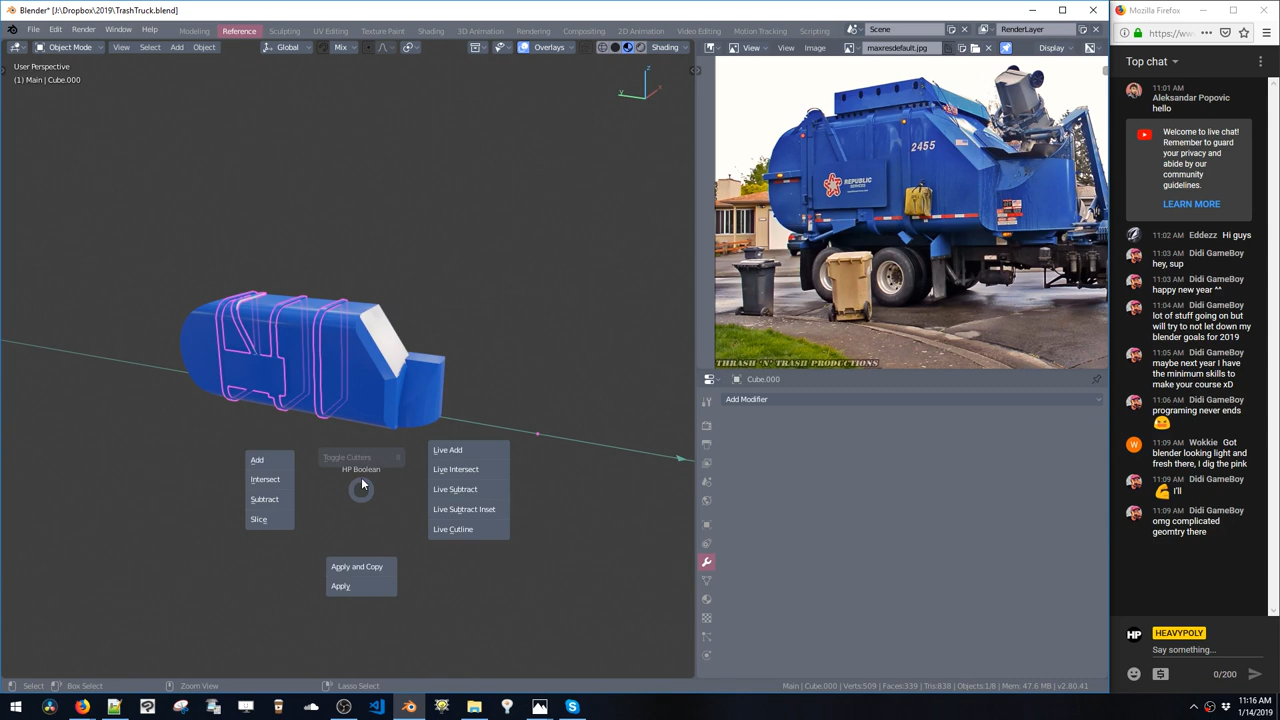 Blender* [J:\Dropbox\2019\TrashTruck.blend]
File Edit Render Window Help Modeling Reference Sculpting UV Editing Texture Paint Shading 3D Animation Rendering Compositing Video Editing 2D Animation Motion Tracking Scripting Scene RenderLayer
Object Mode View Select Add Object Global Mix Overlays Shading View Image maxresdefault.jpg Display
User Perspective
(1) Main | Cube.000
Z
Y
X
2455
REPUBLIC
SERVICES
THRASH 'N' TRASH PRODUCTIONS
Cube.000
Add Modifier
Toggle Cutters
HP Boolean
Add
Intersect
Subtract
Slice
Live Add
Live Intersect
Live Subtract
Live Subtract Inset
Live Cutline
Apply and Copy
Apply
Select Box Select Zoom View Lasso Select Main | Cube.000 | Verts:509 | Faces:339 | Tris:838 | Objects:1/8 | Mem: 47.6 MB | v2.80.41
Mozilla Firefox
https://ww
Top chat
11:01 AM
Aleksandar Popovic
hello
Welcome to live chat!
Remember to guard
your privacy and
abide by our
community
guidelines.
LEARN MORE
11:02 AM Eddezz Hi guys
11:03 AM Didi GameBoy
hey, sup
11:03 AM Didi GameBoy
happy new year ^^
11:04 AM Didi GameBoy
lot of stuff going on but
will try to not let down my
blender goals for 2019
11:05 AM Didi GameBoy
maybe next year I have
the minimum skills to
make your course xD
11:06 AM Didi GameBoy
programing never ends
11:09 AM Wokkie Got
blender looking light and
fresh there, I dig the pink
11:09 AM Didi GameBoy
I'll
11:09 AM Didi GameBoy
omg complicated
geomtry there
HP HEAVYPOLY
Say something...
0/200
11:16 AM
1/14/2019